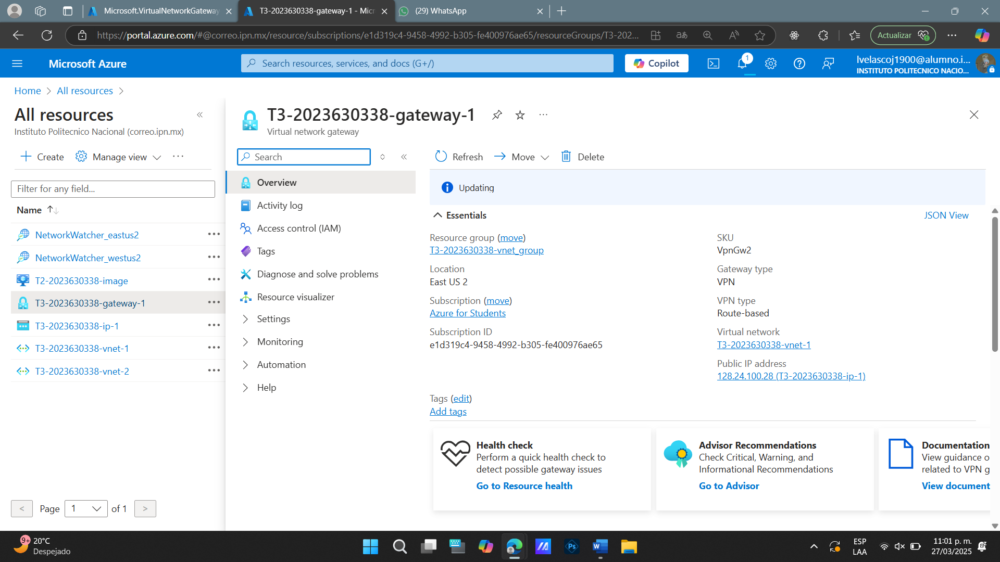 Microsoft.VirtualNetworkGateway
T3-2023630338-gateway-1 - Micr
(29) WhatsApp
https://portal.azure.com/#@correo.ipn.mx/resource/subscriptions/e1d319c4-9458-4992-b305-fe400976ae65/resourceGroups/T3-202...
Actualizar
Microsoft Azure
Search resources, services, and docs (G+/)
Copilot
1
lvelascoj1900@alumno.i...
INSTITUTO POLITECNICO NACIO...
Home > All resources >
All resources
Instituto Politecnico Nacional (correo.ipn.mx)
Create
Manage view
Filter for any field...
Name
NetworkWatcher_eastus2
NetworkWatcher_westus2
T2-2023630338-image
T3-2023630338-gateway-1
T3-2023630338-ip-1
T3-2023630338-vnet-1
T3-2023630338-vnet-2
< Page 1 of 1 >
T3-2023630338-gateway-1
Virtual network gateway
Search
Overview
Activity log
Access control (IAM)
Tags
Diagnose and solve problems
Resource visualizer
Settings
Monitoring
Automation
Help
Refresh
Move
Delete
Updating
Essentials
JSON View
Resource group (move)
T3-2023630338-vnet_group
Location
East US 2
Subscription (move)
Azure for Students
Subscription ID
e1d319c4-9458-4992-b305-fe400976ae65
SKU
VpnGw2
Gateway type
VPN
VPN type
Route-based
Virtual network
T3-2023630338-vnet-1
Public IP address
128.24.100.28 (T3-2023630338-ip-1)
Tags (edit)
Add tags
Health check
Perform a quick health check to
detect possible gateway issues
Go to Resource health
Advisor Recommendations
Check Critical, Warning, and
Informational Recommendations
Go to Advisor
Documentation
View guidance o
related to VPN g
View document
9+
20°C
Despejado
Ps
W
ESP
LAA
11:01 p. m.
27/03/2025